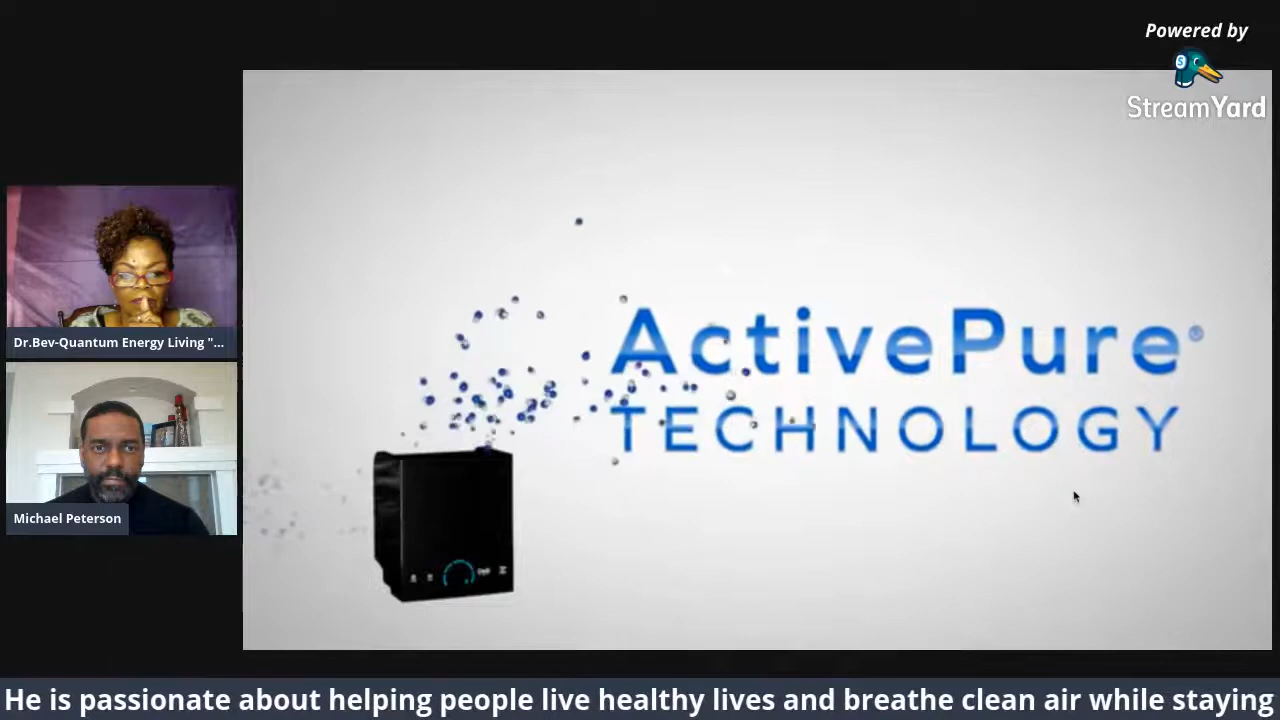 Powered by
StreamYard
ActivePure®
TECHNOLOGY
Dr.Bev-Quantum Energy Living "...
Michael Peterson
He is passionate about helping people live healthy lives and breathe clean air while staying